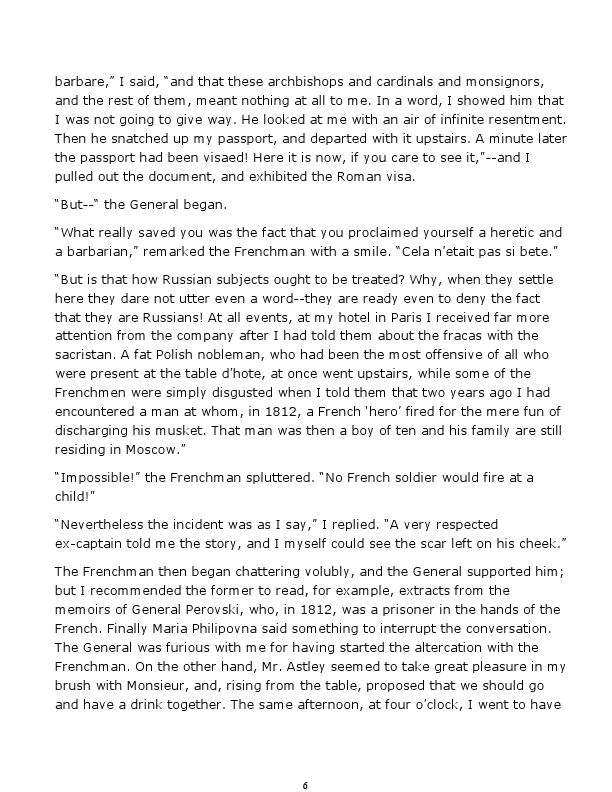 barbare,” I said, “and that these archbishops and cardinals and monsignors,
and the rest of them, meant nothing at all to me. In a word, I showed him that
I was not going to give way. He looked at me with an air of infinite resentment.
Then he snatched up my passport, and departed with it upstairs. A minute later
the passport had been visaed! Here it is now, if you care to see it,”--and I
pulled out the document, and exhibited the Roman visa.
“But--“ the General began.
“What really saved you was the fact that you proclaimed yourself a heretic and
a barbarian,” remarked the Frenchman with a smile. “Cela n’etait pas si bete.”
“But is that how Russian subjects ought to be treated? Why, when they settle
here they dare not utter even a word--they are ready even to deny the fact
that they are Russians! At all events, at my hotel in Paris I received far more
attention from the company after I had told them about the fracas with the
sacristan. A fat Polish nobleman, who had been the most offensive of all who
were present at the table d’hote, at once went upstairs, while some of the
Frenchmen were simply disgusted when I told them that two years ago I had
encountered a man at whom, in 1812, a French ‘hero’ fired for the mere fun of
discharging his musket. That man was then a boy of ten and his family are still
residing in Moscow.”
“Impossible!” the Frenchman spluttered. “No French soldier would fire at a
child!”
“Nevertheless the incident was as I say,” I replied. “A very respected
ex-captain told me the story, and I myself could see the scar left on his cheek.”
The Frenchman then began chattering volubly, and the General supported him;
but I recommended the former to read, for example, extracts from the
memoirs of General Perovski, who, in 1812, was a prisoner in the hands of the
French. Finally Maria Philipovna said something to interrupt the conversation.
The General was furious with me for having started the altercation with the
Frenchman. On the other hand, Mr. Astley seemed to take great pleasure in my
brush with Monsieur, and, rising from the table, proposed that we should go
and have a drink together. The same afternoon, at four o’clock, I went to have
6